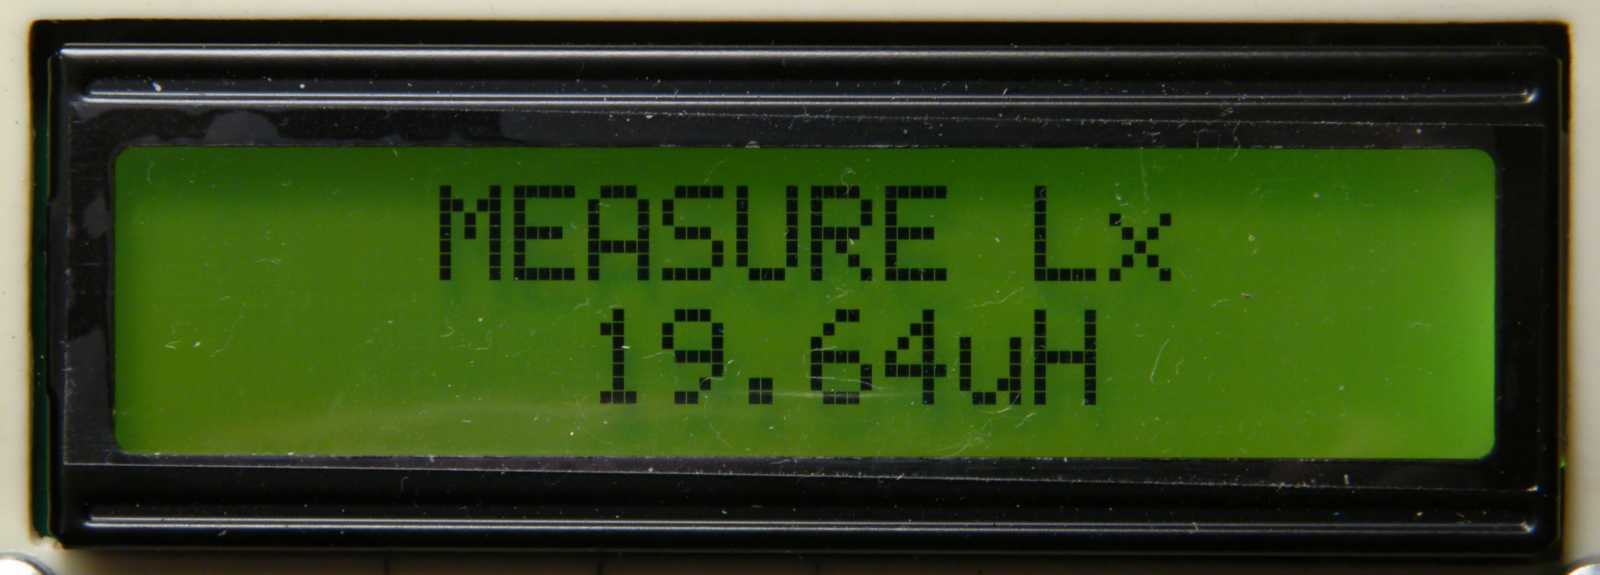 MEASURE Lx
19.64uH